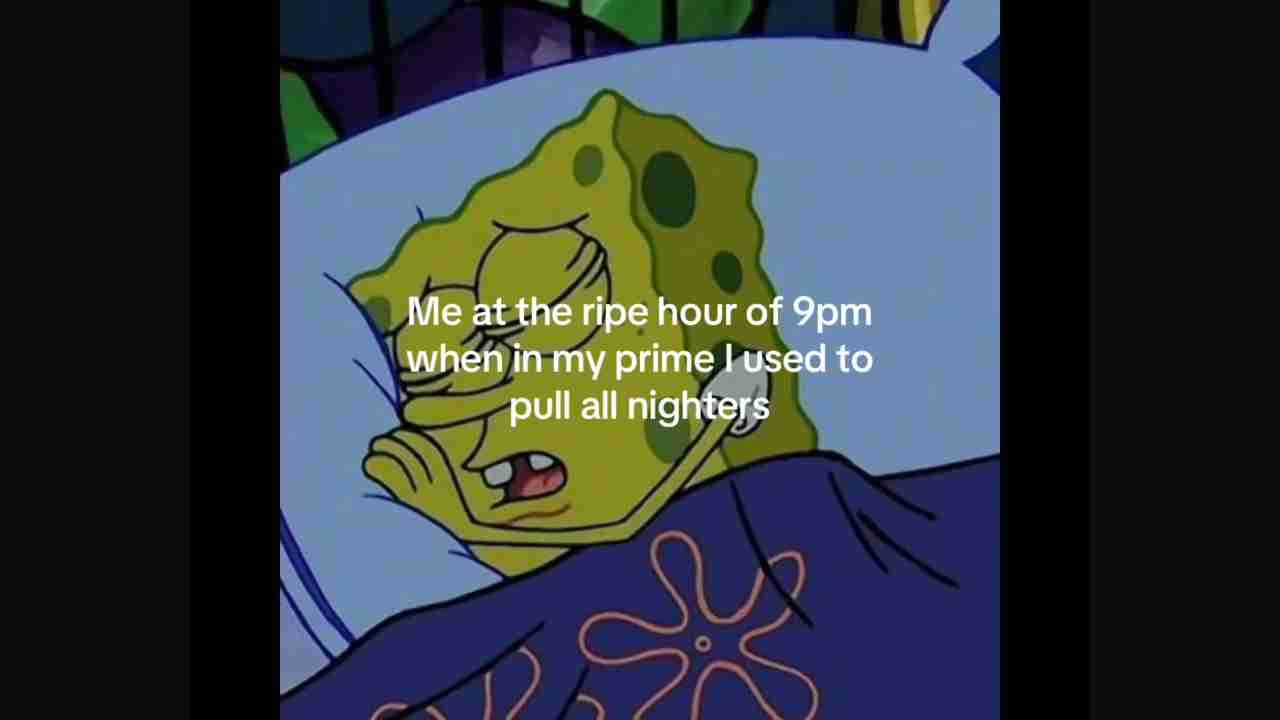 Me at the ripe hour of 9pm
when in my prime I used to
pull all nighters